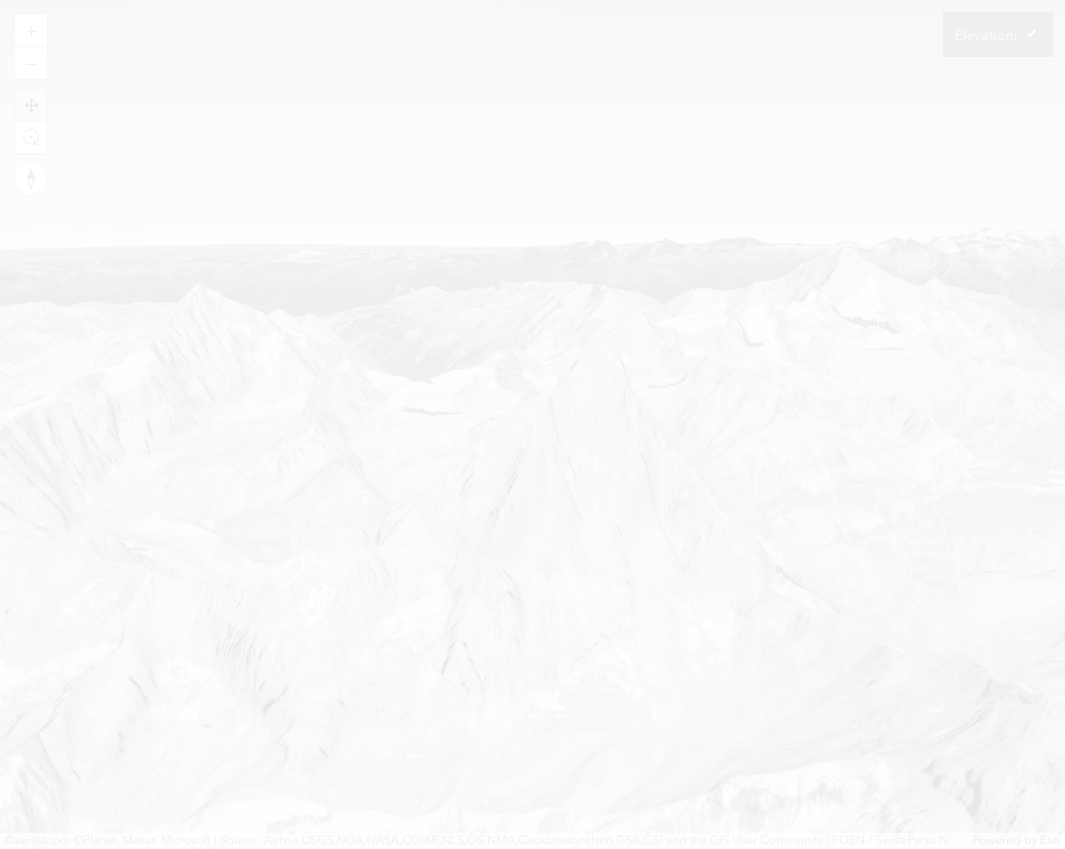 Elevation: ✔
©swisstopo, ©Planet, Maxar, Microsoft | Source: Airbus,USGS,NGA,NASA,CGIAR,NLS,OS,NMA,Geodatastyrelsen,GSA,GSI and the GIS User Community | FOEN / Swiss Parks N... Powered by Esri